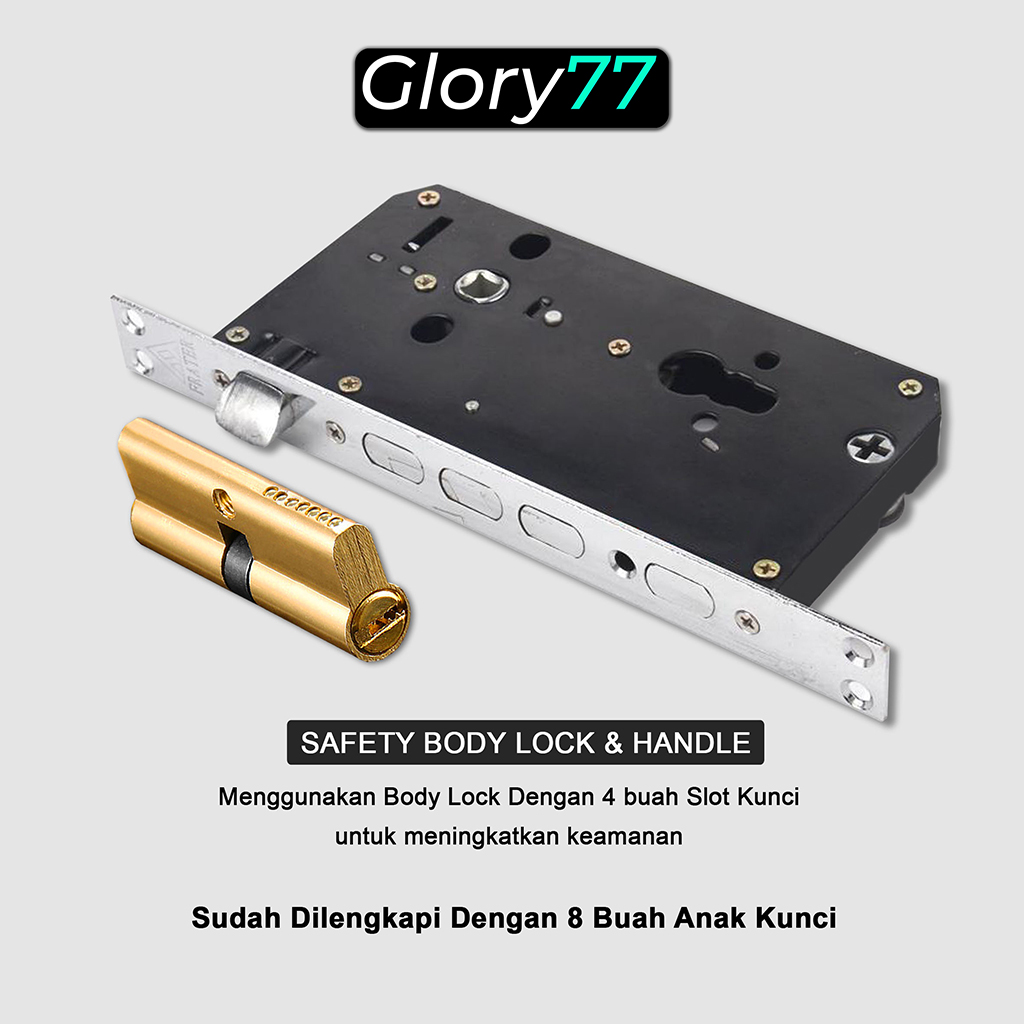 Glory77
FRATER
SAFETY BODY LOCK & HANDLE
Menggunakan Body Lock Dengan 4 buah Slot Kunci
untuk meningkatkan keamanan
Sudah Dilengkapi Dengan 8 Buah Anak Kunci